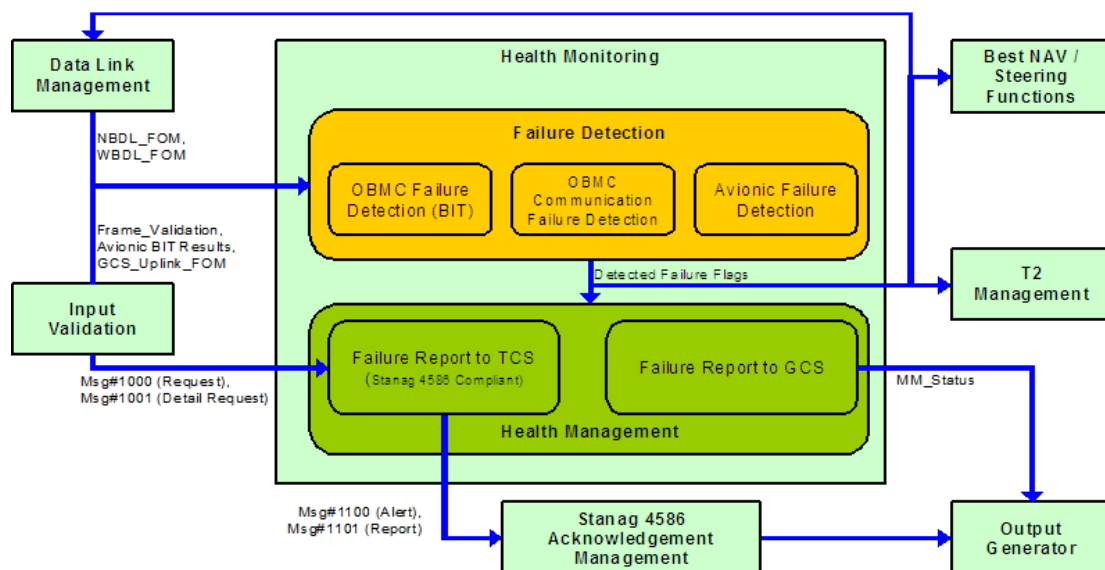 Data Link
Management
Health Monitoring
Best NAV /
Steering
Functions
NBDL_FOM,
WBDL_FOM
Failure Detection
OBMC Failure
Detection (BIT)
OBMC
Communication
Failure Detection
Avionic Failure
Detection
Frame_Validation,
Avionic BIT Results,
GCS_Uplink_FOM
Detected Failure Flags
T2
Management
Input
Validation
Failure Report to TCS
(Stanag 4586 Compliant)
Failure Report to GCS
Msg#1000 (Request),
Msg#1001 (Detail Request)
MM_Status
Health Management
Msg#1100 (Alert),
Msg#1101 (Report)
Stanag 4586
Acknowledgement
Management
Output
Generator